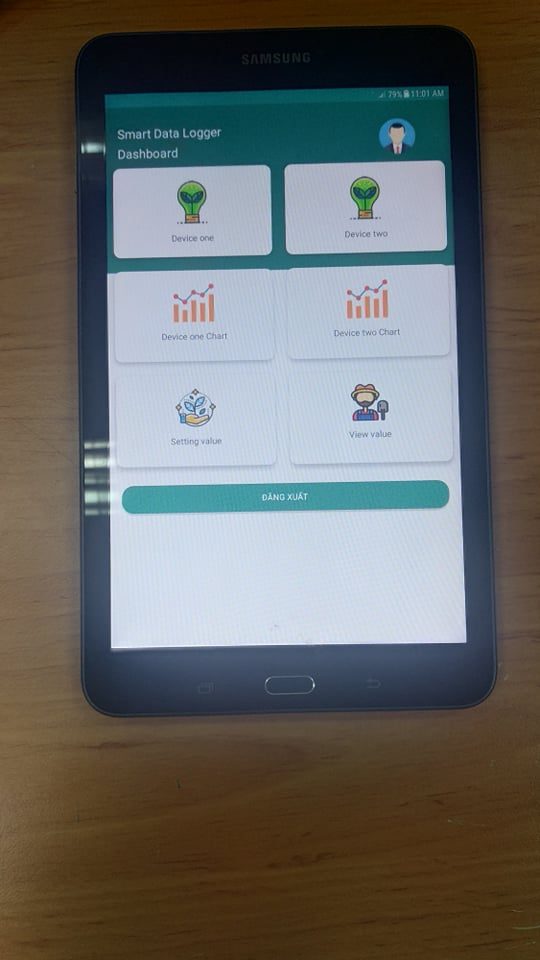 SAMSUNG
79% 11:01 AM
Smart Data Logger
Dashboard
Device one
Device two
Device one Chart
Device two Chart
Setting value
View value
ĐĂNG XUẤT